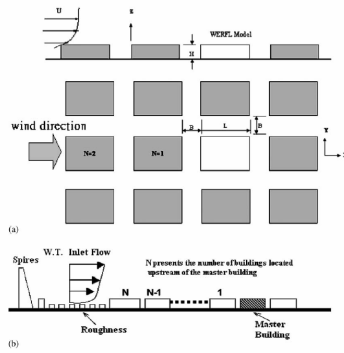 U
z
WERFL Model
H
B
L
B
Y
wind direction
N=2
N=1
(a)
W.T. Inlet Flow
Spires
N presents the number of buildings located
upstream of the master building
N
N-1
1
Roughness
Master
Building
(b)